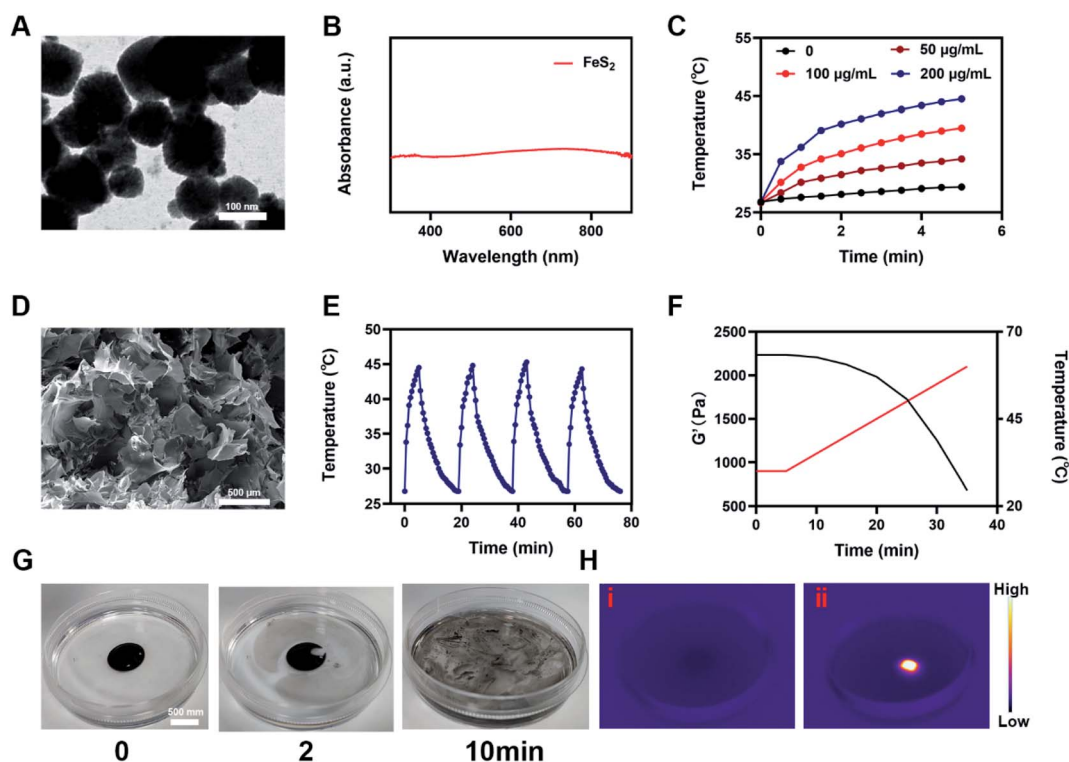 A
100 nm
B
Absorbance (a.u.)
FeS2
400 600 800
Wavelength (nm)
C
Temperature (℃)
55
45
35
25
0 50 µg/mL
100 µg/mL 200 µg/mL
0 2 4 6
Time (min)
D
500 µm
E
Temperature (℃)
50
45
40
35
30
25
0 20 40 60 80
Time (min)
F
G' (Pa)
2500
2000
1500
1000
500
0 10 20 30 40
Time (min)
70
45
20
Temperature (℃)
G
500 mm
0 2 10min
H
i
ii
High
Low